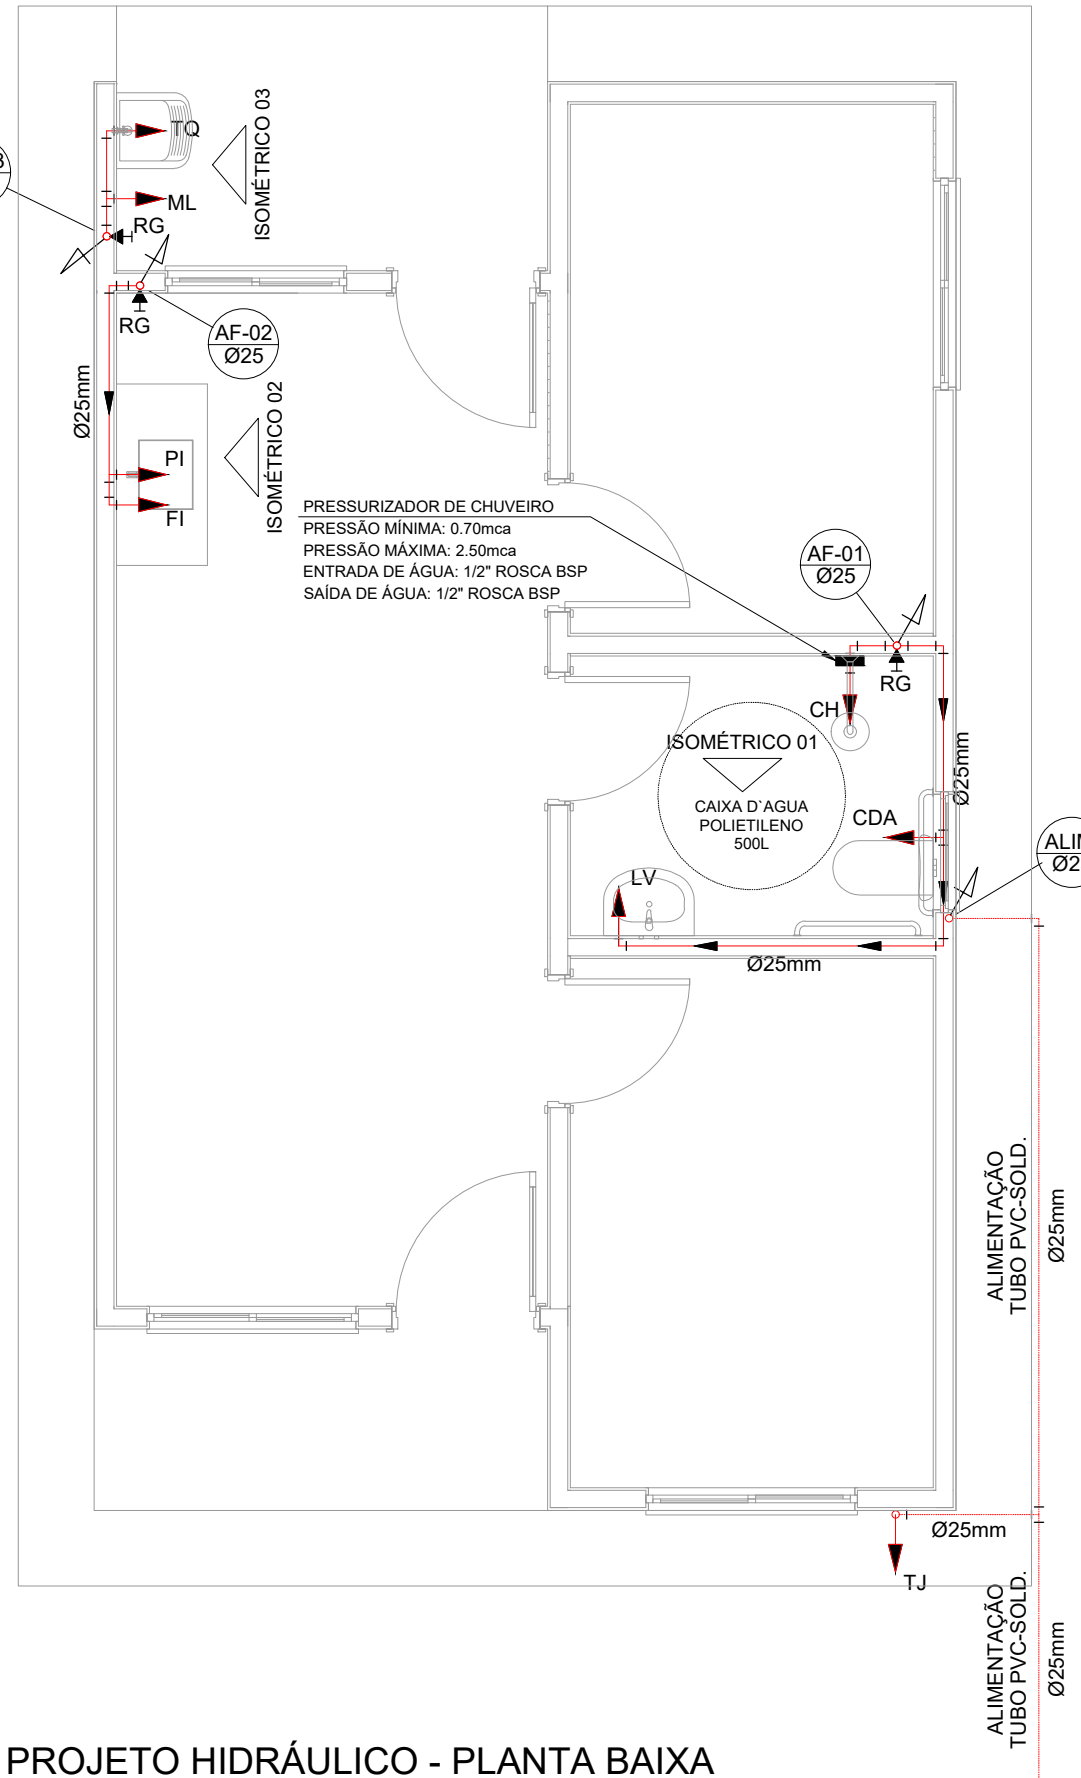 TQ
ISOMÉTRICO 03
ML
RG
RG
AF-02
Ø25
Ø25mm
ISOMÉTRICO 02
PI
FI
PRESSURIZADOR DE CHUVEIRO
PRESSÃO MÍNIMA: 0.70mca
PRESSÃO MÁXIMA: 2.50mca
ENTRADA DE ÁGUA: 1/2" ROSCA BSP
SAÍDA DE ÁGUA: 1/2" ROSCA BSP
AF-01
Ø25
RG
CH
ISOMÉTRICO 01
CAIXA D`AGUA
POLIETILENO
500L
Ø25mm
CDA
ALIM
Ø2
LV
Ø25mm
ALIMENTAÇÃO
TUBO PVC-SOLD.
Ø25mm
Ø25mm
TJ
ALIMENTAÇÃO
TUBO PVC-SOLD.
Ø25mm
PROJETO HIDRÁULICO - PLANTA BAIXA